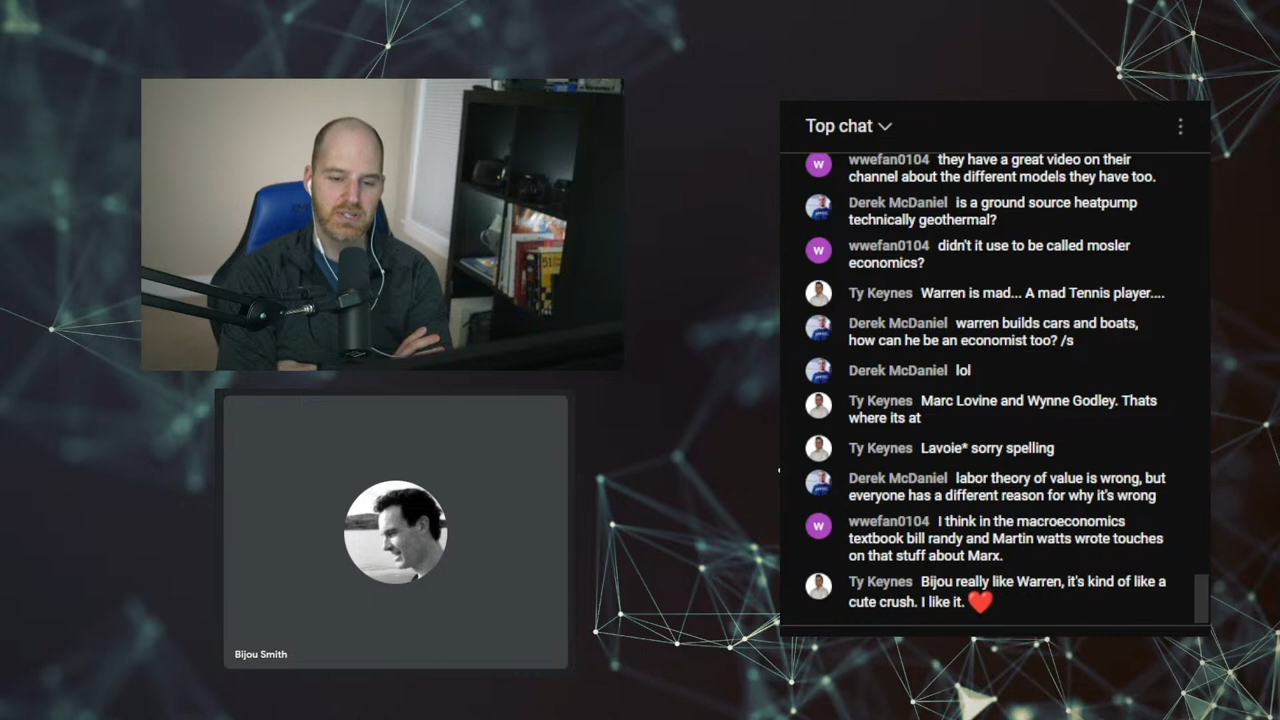 Top chat
wwefan0104 they have a great video on their
channel about the different models they have too.
Derek McDaniel is a ground source heatpump
technically geothermal?
wwefan0104 didn't it use to be called mosler
economics?
Ty Keynes Warren is mad... A mad Tennis player....
Derek McDaniel warren builds cars and boats,
how can he be an economist too? /s
Derek McDaniel lol
Ty Keynes Marc Lovine and Wynne Godley. Thats
where its at
Ty Keynes Lavoie* sorry spelling
Derek McDaniel labor theory of value is wrong, but
everyone has a different reason for why it's wrong
wwefan0104 I think in the macroeconomics
textbook bill randy and Martin watts wrote touches
on that stuff about Marx.
Ty Keynes Bijou really like Warren, it's kind of like a
cute crush. I like it. ❤️
W
W
W
51
Bijou Smith